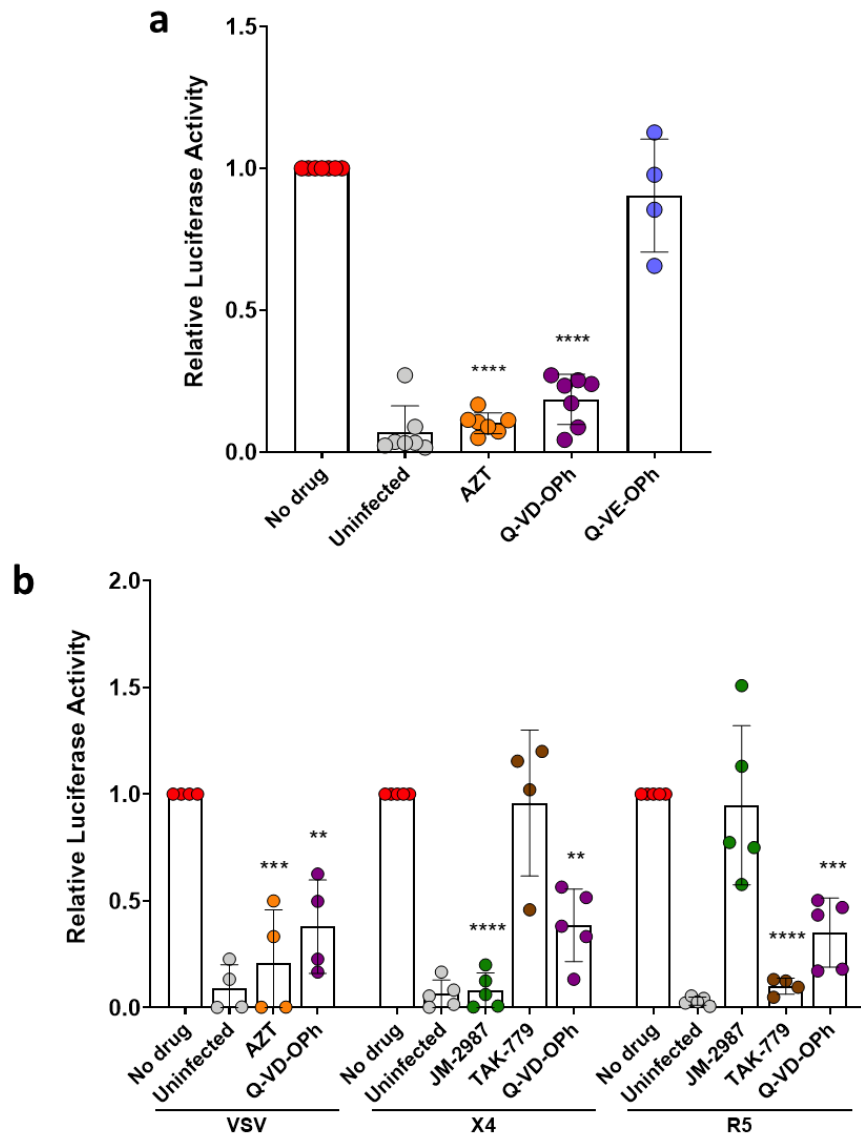 a
Relative Luciferase Activity
1.5
1.0
0.5
0.0
****
****
No drug
Uninfected
AZT
Q-VD-OPh
Q-VE-OPh
b
Relative Luciferase Activity
2.0
1.5
1.0
0.5
0.0
***
**
****
**
****
***
No drug
Uninfected
AZT
Q-VD-OPh
No drug
Uninfected
JM-2987
TAK-779
Q-VD-OPh
No drug
Uninfected
JM-2987
TAK-779
Q-VD-OPh
VSV
X4
R5